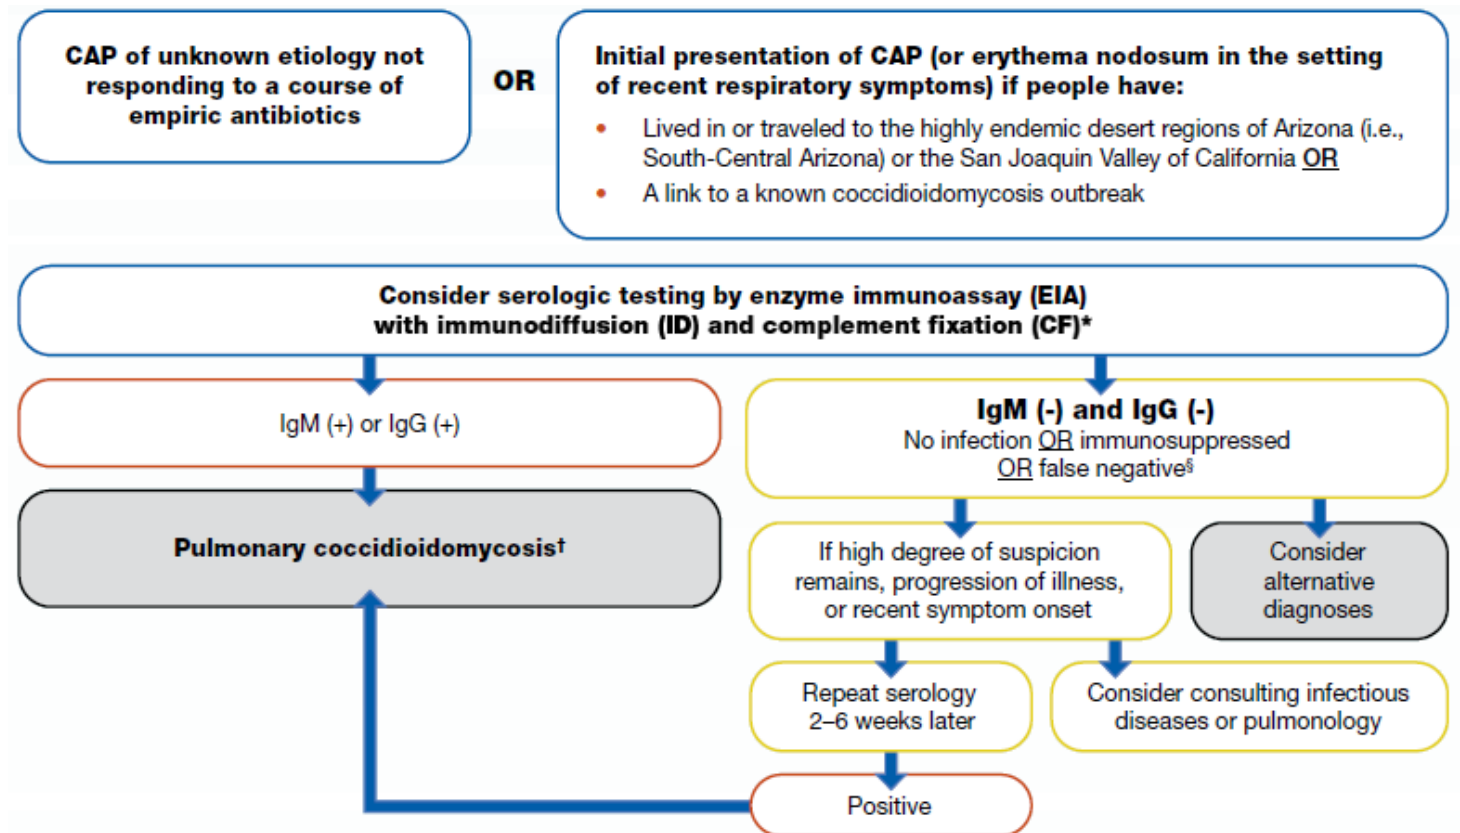 CAP of unknown etiology not
responding to a course of
empiric antibiotics
OR
Initial presentation of CAP (or erythema nodosum in the setting
of recent respiratory symptoms) if people have:
• Lived in or traveled to the highly endemic desert regions of Arizona (i.e.,
South-Central Arizona) or the San Joaquin Valley of California OR
• A link to a known coccidioidomycosis outbreak
Consider serologic testing by enzyme immunoassay (EIA)
with immunodiffusion (ID) and complement fixation (CF)*
IgM (+) or IgG (+)
IgM (-) and IgG (-)
No infection OR immunosuppressed
OR false negative§
Pulmonary coccidioidomycosis†
If high degree of suspicion
remains, progression of illness,
or recent symptom onset
Consider
alternative
diagnoses
Repeat serology
2–6 weeks later
Consider consulting infectious
diseases or pulmonology
Positive